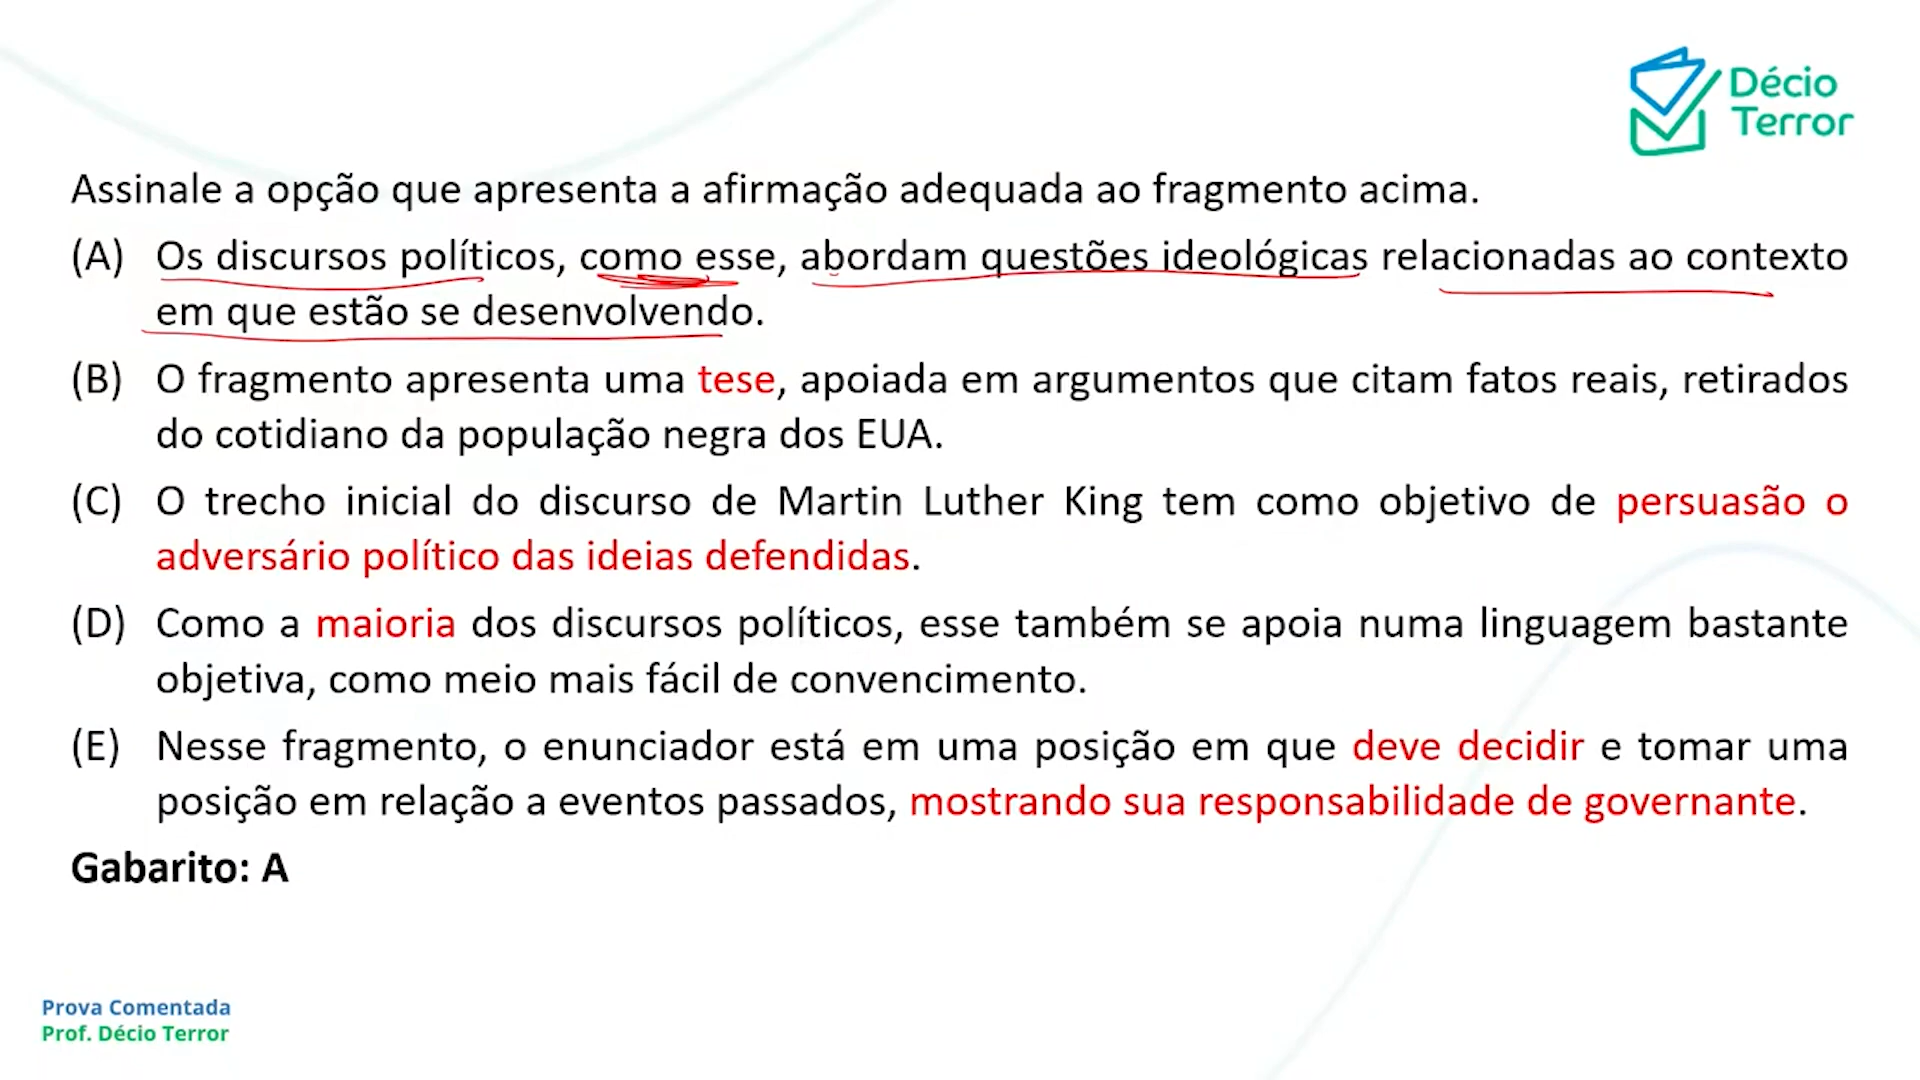 Décio
Terror
Assinale a opção que apresenta a afirmação adequada ao fragmento acima.
(A) Os discursos políticos, como esse, abordam questões ideológicas relacionadas ao contexto
em que estão se desenvolvendo.
(B) O fragmento apresenta uma tese, apoiada em argumentos que citam fatos reais, retirados
do cotidiano da população negra dos EUA.
(C) O trecho inicial do discurso de Martin Luther King tem como objetivo de persuasão o
adversário político das ideias defendidas.
(D) Como a maioria dos discursos políticos, esse também se apoia numa linguagem bastante
objetiva, como meio mais fácil de convencimento.
(E) Nesse fragmento, o enunciador está em uma posição em que deve decidir e tomar uma
posição em relação a eventos passados, mostrando sua responsabilidade de governante.
Gabarito: A
Prova Comentada
Prof. Décio Terror